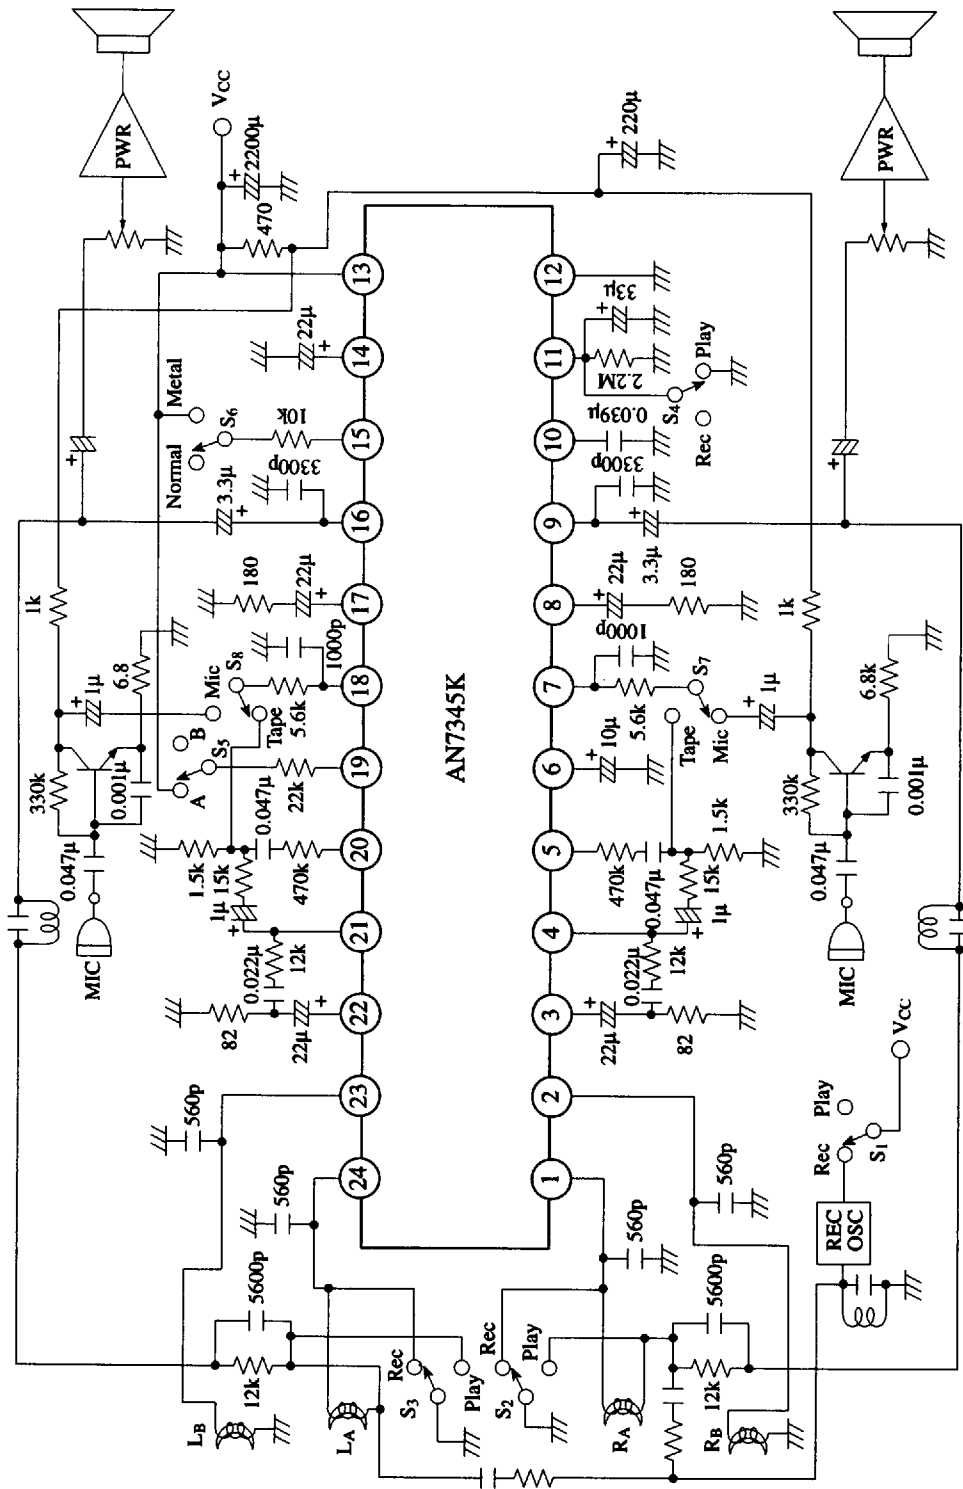 PWR
PWR
VCC
2200μ
470
220μ
13
12
22μ
33μ
14
11
2.2M
Play
S4
Rec
Metal
Normal
S6
10k
15
10
0.039μ
3300p
3.3μ
16
9
3300p
3.3μ
180
22μ
17
8
22μ
180
1k
1k
6.8
1μ
Mic
B
S8
1000p
Tape
5.6k
18
7
1000p
5.6k
S7
Tape
Mic
1μ
6.8k
AN7345K
330k
0.001μ
A
S5
22k
19
6
10μ
330k
0.001μ
0.047μ
1.5k
15k
0.047μ
470k
20
5
470k
0.047μ
15k
1.5k
0.047μ
MIC
1μ
12k
0.022μ
21
4
1μ
12k
0.022μ
MIC
82
22μ
22
3
22μ
82
560p
23
2
560p
VCC
Play
Rec
S1
REC
OSC
560p
24
1
560p
5600p
12k
LB
LA
Rec
S3
Play
Rec
S2
Play
RA
5600p
12k
RB